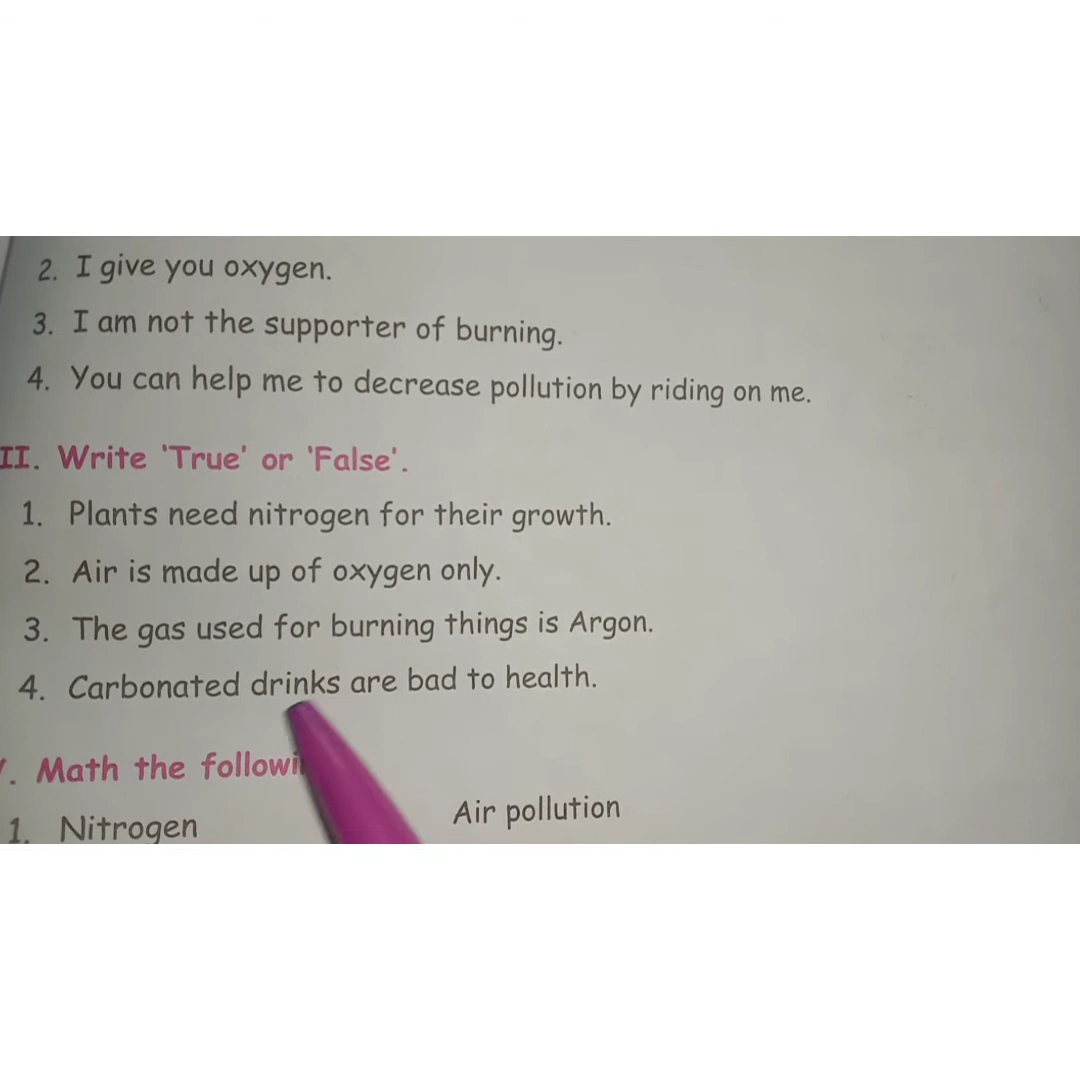 2. I give you oxygen.
3. I am not the supporter of burning.
4. You can help me to decrease pollution by riding on me.
II. Write 'True' or 'False'.
1. Plants need nitrogen for their growth.
2. Air is made up of oxygen only.
3. The gas used for burning things is Argon.
4. Carbonated drinks are bad to health.
. Math the
1. Nitrogen Air pollution